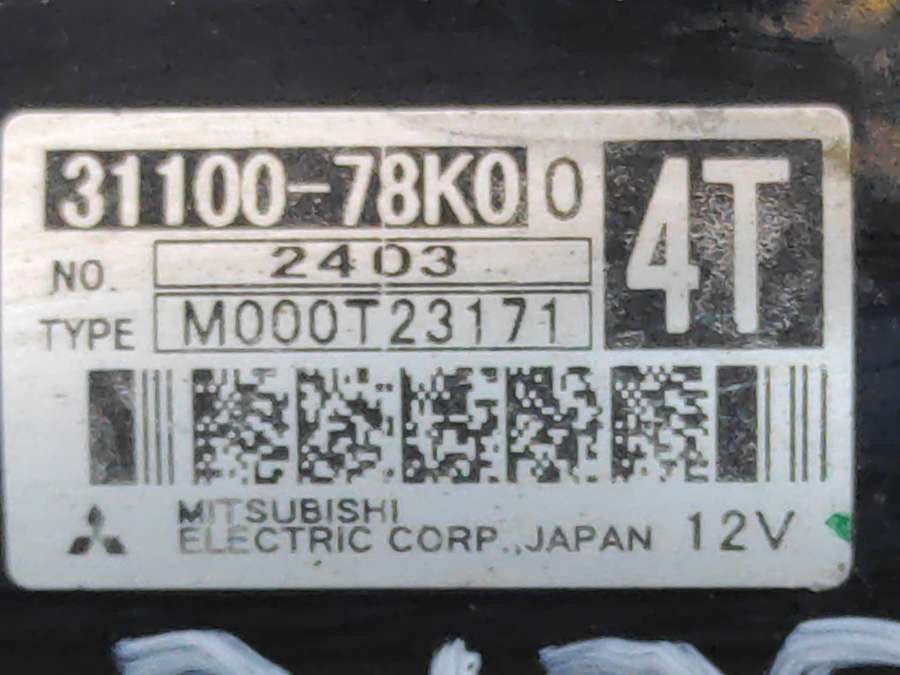 31100-78K00
4T
NO. 2403
TYPE M000T23171
MITSUBISHI
ELECTRIC CORP.,JAPAN 12V